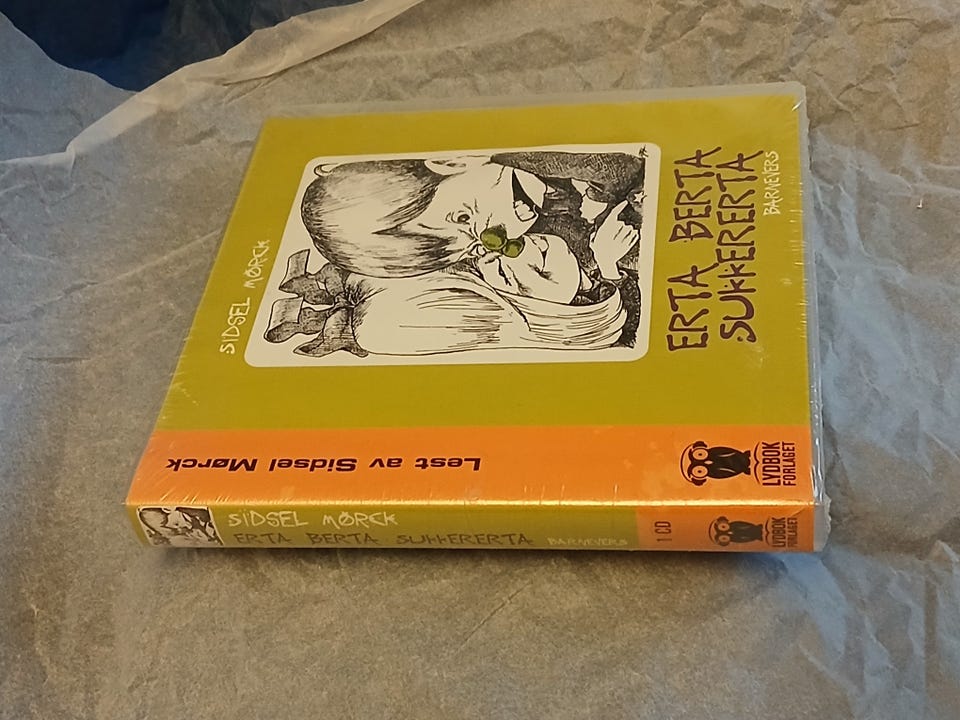 SIDSEL MØRCK
ERTA BERTA
SUKKERERTA
BARNEVERS
Lest av Sidsel Mørck
LYDBOK
FORLAGET
SIDSEL MØRCK
ERTA BERTA SUKKERERTA BARNEVERS
1 CD
LYDBOK
FORLAGET